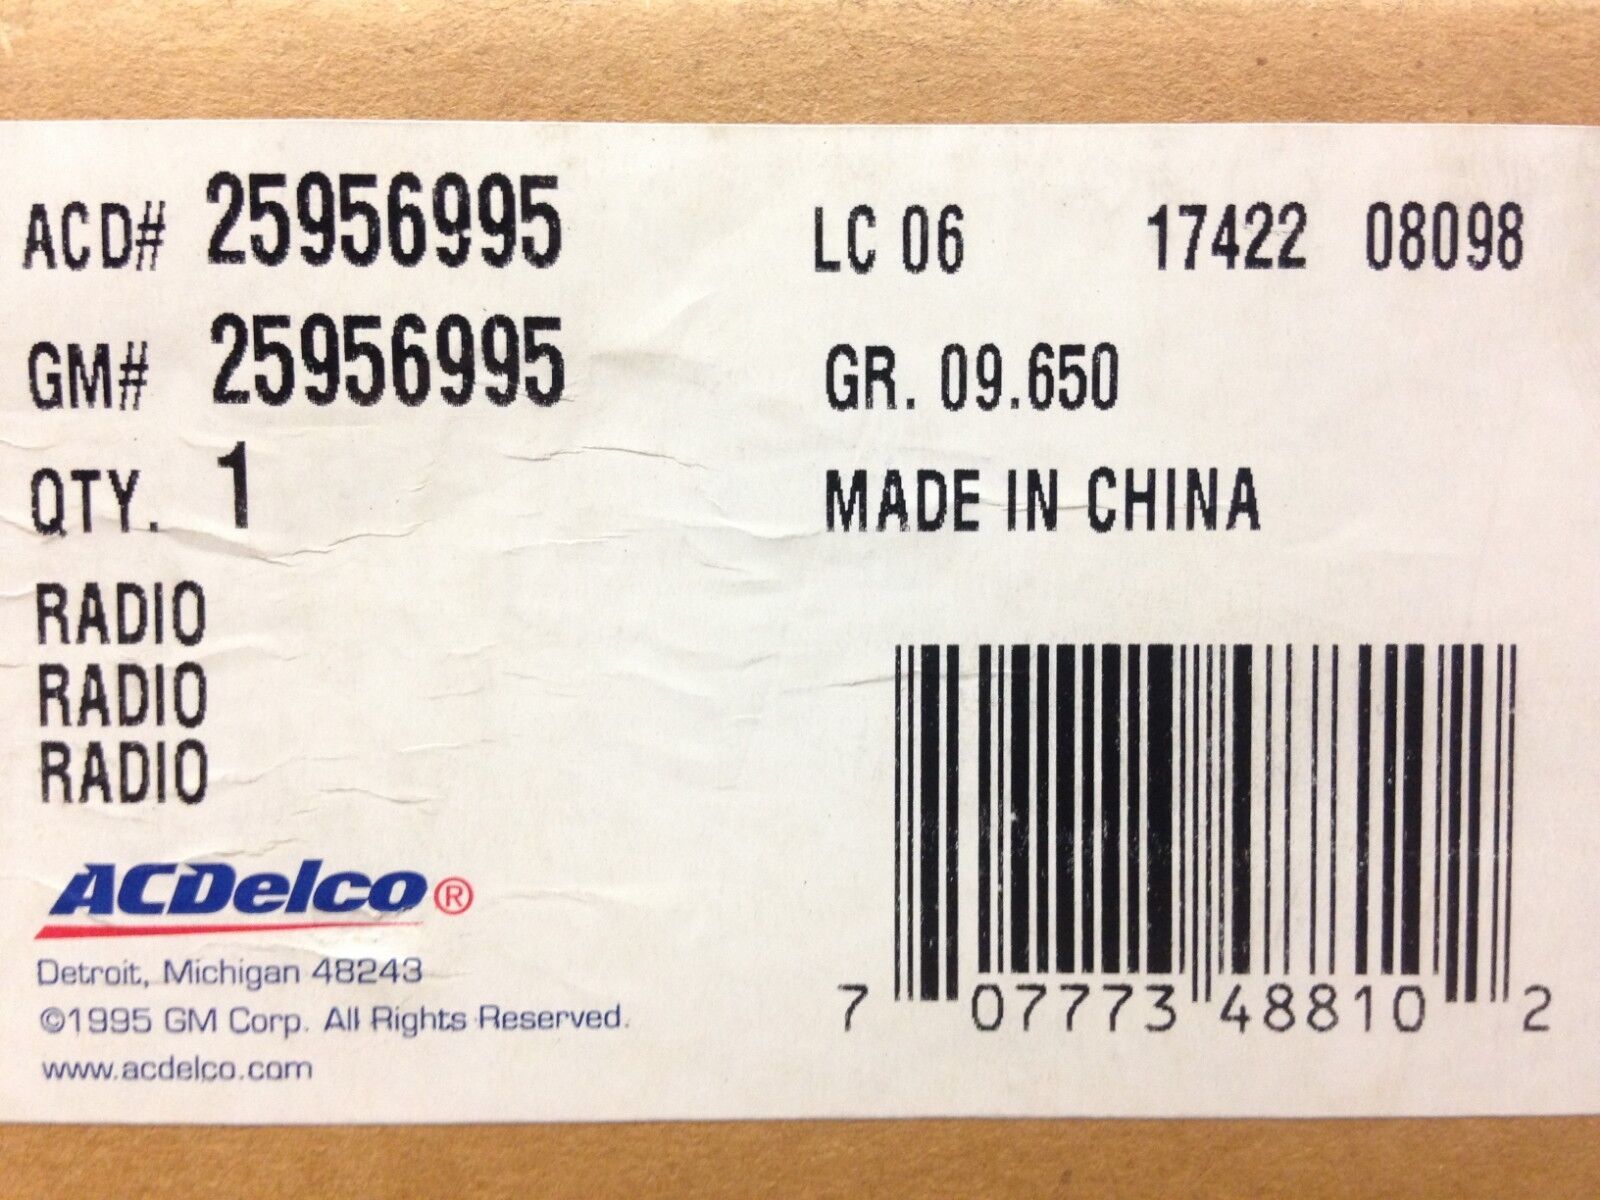 ACD# 25956995
GM# 25956995
QTY. 1
RADIO
RADIO
RADIO
ACDelco®
Detroit, Michigan 48243
©1995 GM Corp. All Rights Reserved.
www.acdelco.com
LC 06 17422 08098
GR. 09.650
MADE IN CHINA
7 07773 48810 2